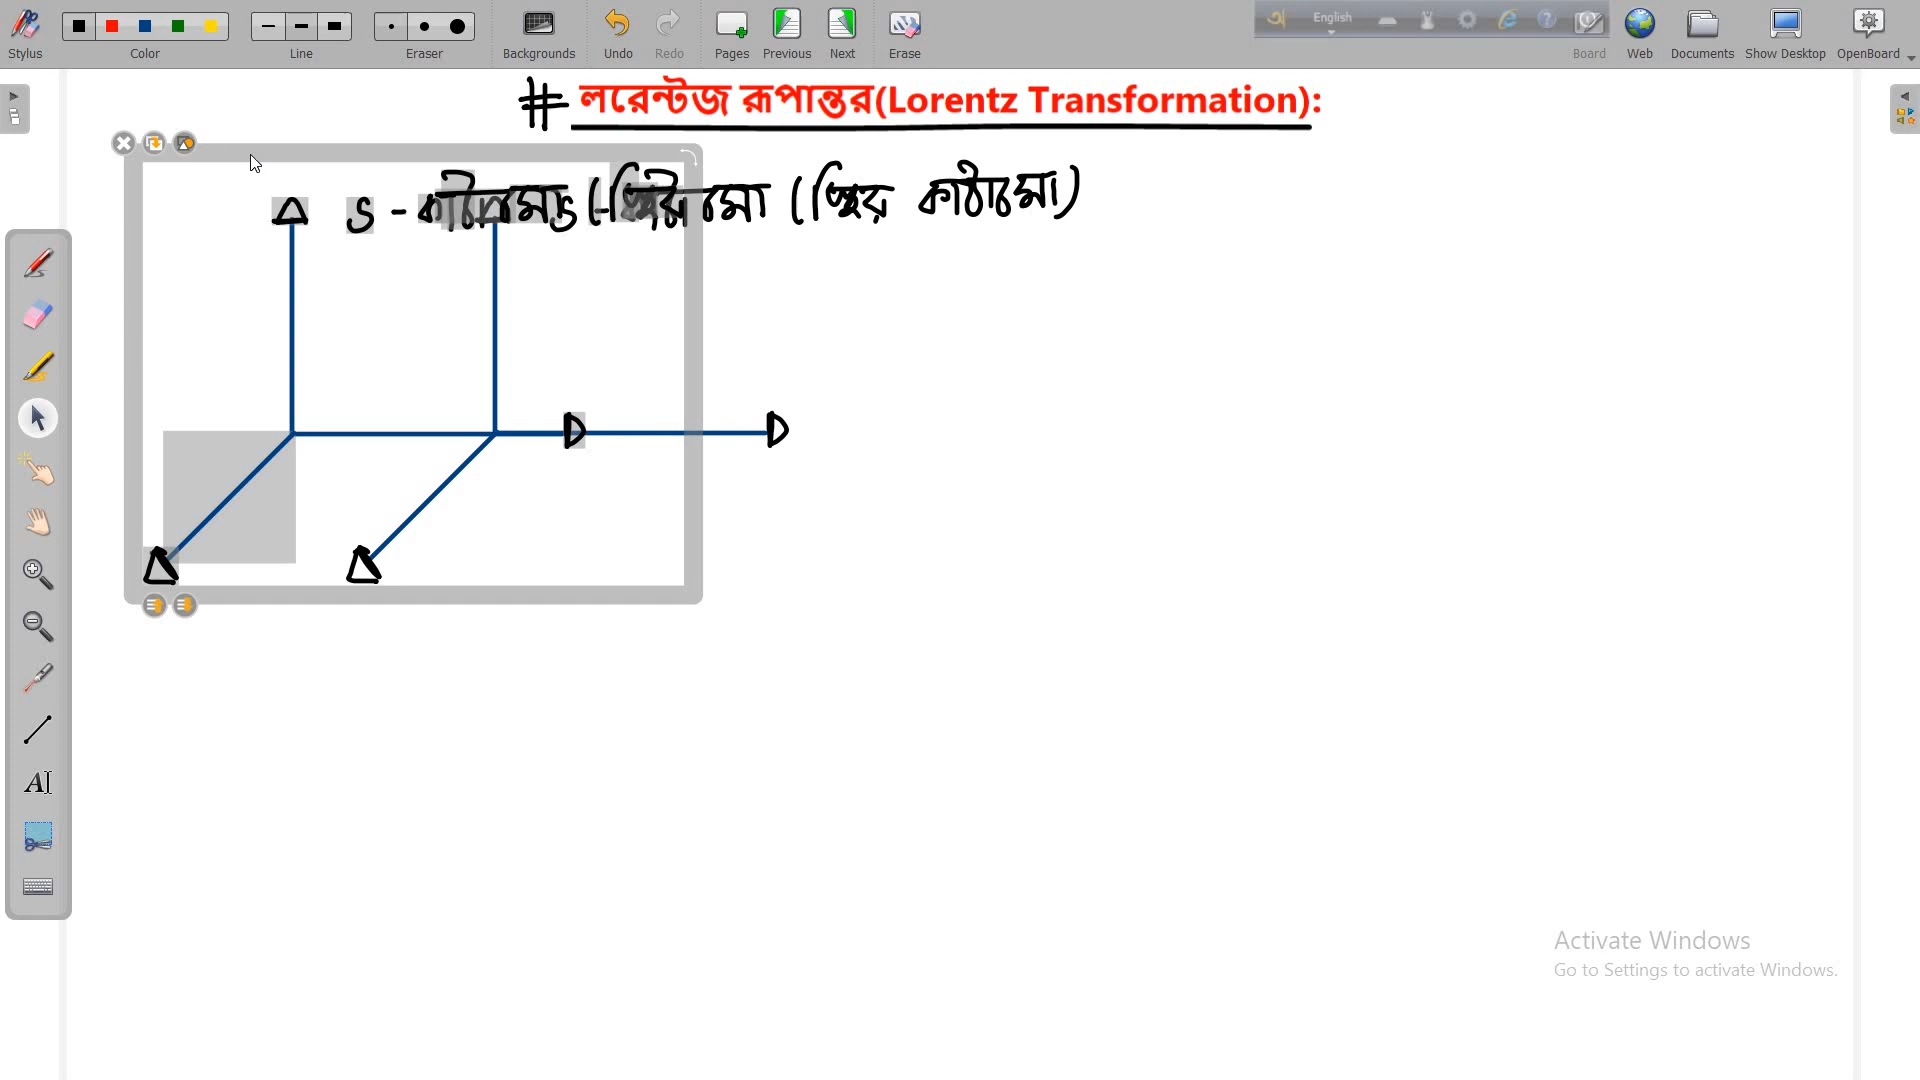 Stylus Color Line Eraser Backgrounds Undo Redo Pages Previous Next Erase Board Web Documents Show Desktop OpenBoard
English
# লরেন্টজ রূপান্তর(Lorentz Transformation):
S - (স্থির কাঠামো)
AI
Activate Windows
Go to Settings to activate Windows.